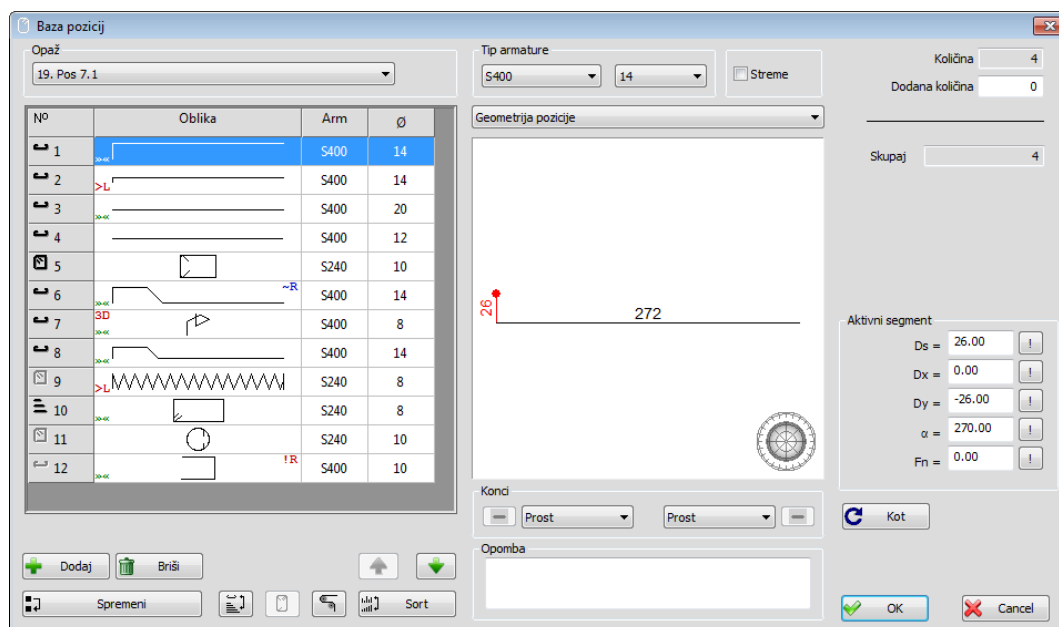 Baza pozicij
Opaž
19. Pos 7.1
Nº Oblika Arm Ø
1 »·« S400 14
2 >L S400 14
3 »·« S400 20
4 S400 12
5 S240 10
6 »·« ~R S400 14
7 3D »·« S400 8
8 »·« S400 14
9 >L S240 8
10 »·« S240 8
11 S240 10
12 »·« !R S400 10
Dodaj Briši
Spremeni Sort
Tip armature
S400 14 Streme
Geometrija pozicije
26 272
Konci
Prost Prost
Opomba
Količina 4
Dodana količina 0
Skupaj 4
Aktivni segment
Ds = 26.00 !
Dx = 0.00 !
Dy = -26.00 !
α = 270.00 !
Fn = 0.00 !
Kot
OK Cancel